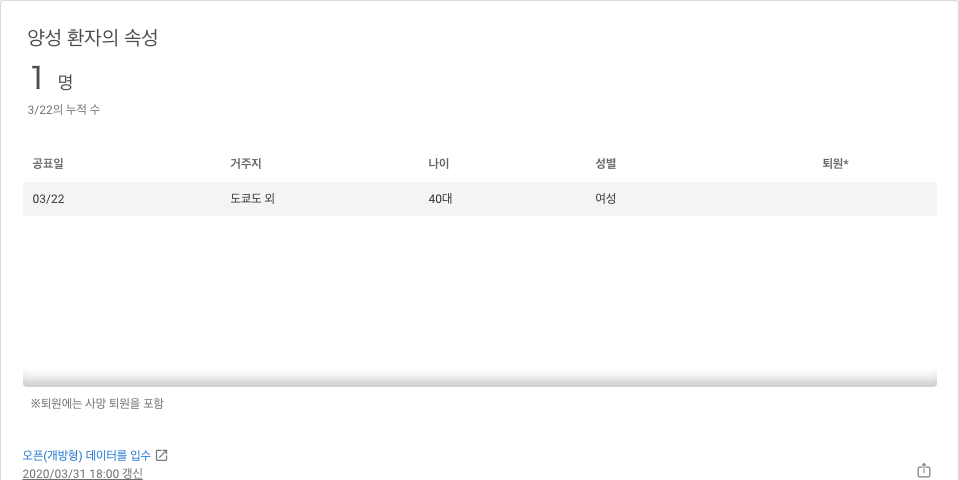 양성 환자의 속성
1 명
3/22의 누적 수
공표일 거주지 나이 성별 퇴원*
03/22 도쿄도 외 40대 여성
※퇴원에는 사망 퇴원을 포함
오픈(개방형) 데이터를 입수
2020/03/31 18:00 갱신